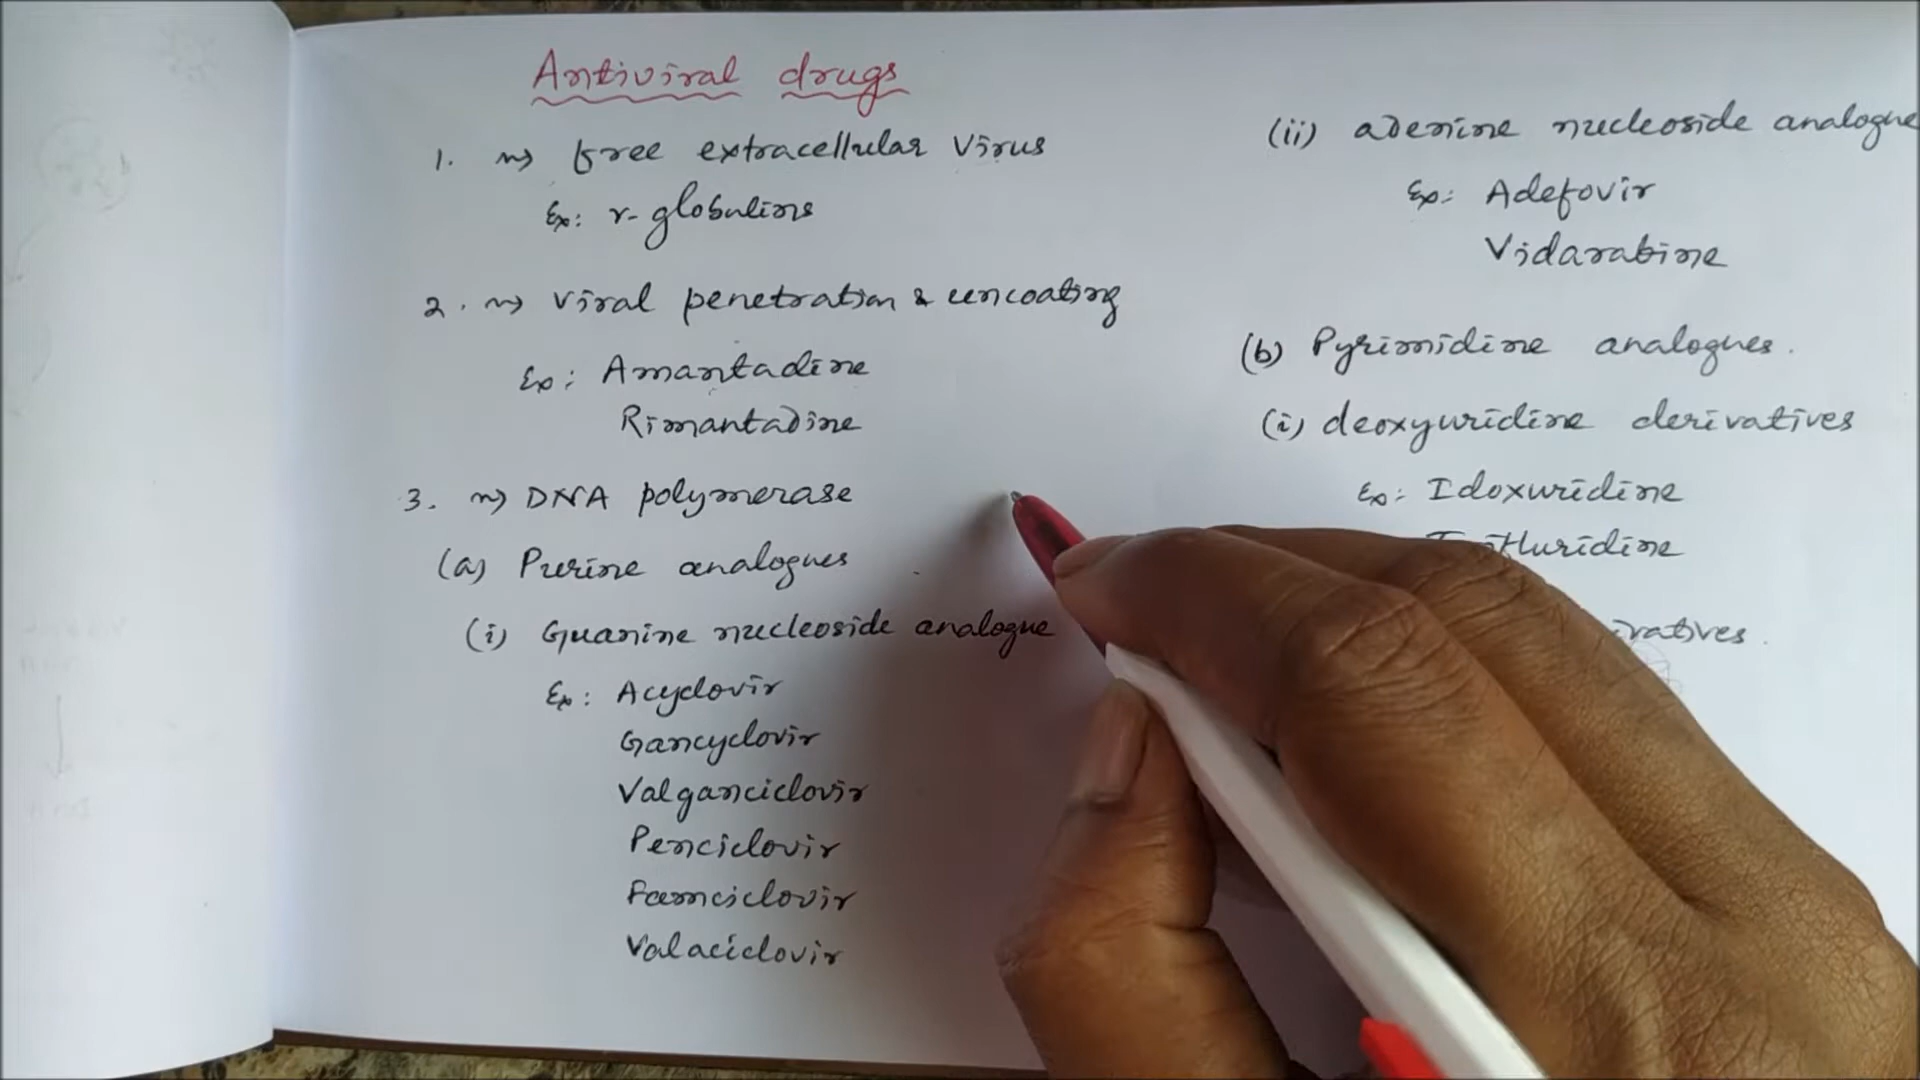 Antiviral drugs
1. ⇝ free extracellular virus
Ex: γ-globulins
2. ⇝ viral penetration & uncoating
Ex: Amantadine
Rimantadine
3. ⇝ DNA polymerase
(a) Purine analogues
(i) Guanine nucleoside analogue
Ex: Acyclovir
Gancyclovir
Valganciclovir
Penciclovir
Famciclovir
Valaciclovir
(ii) adenine nucleoside analogue
Ex: Adefovir
Vidarabine
(b) Pyrimidine analogues.
(i) deoxyuridine derivatives
Ex: Idoxuridine